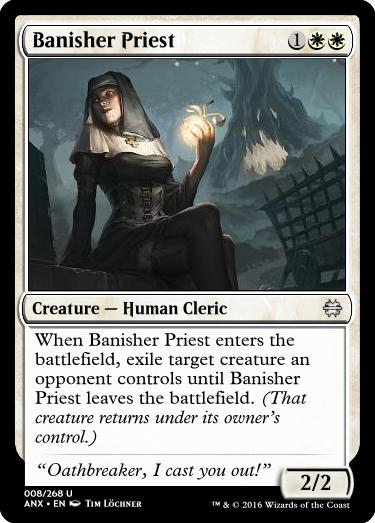 Banisher Priest 1
Creature — Human Cleric
When Banisher Priest enters the
battlefield, exile target creature an
opponent controls until Banisher
Priest leaves the battlefield. (That
creature returns under its owner's
control.)
“Oathbreaker, I cast you out!”
2/2
008/268 U
ANX • EN Tim Löchner
™ & © 2016 Wizards of the Coast